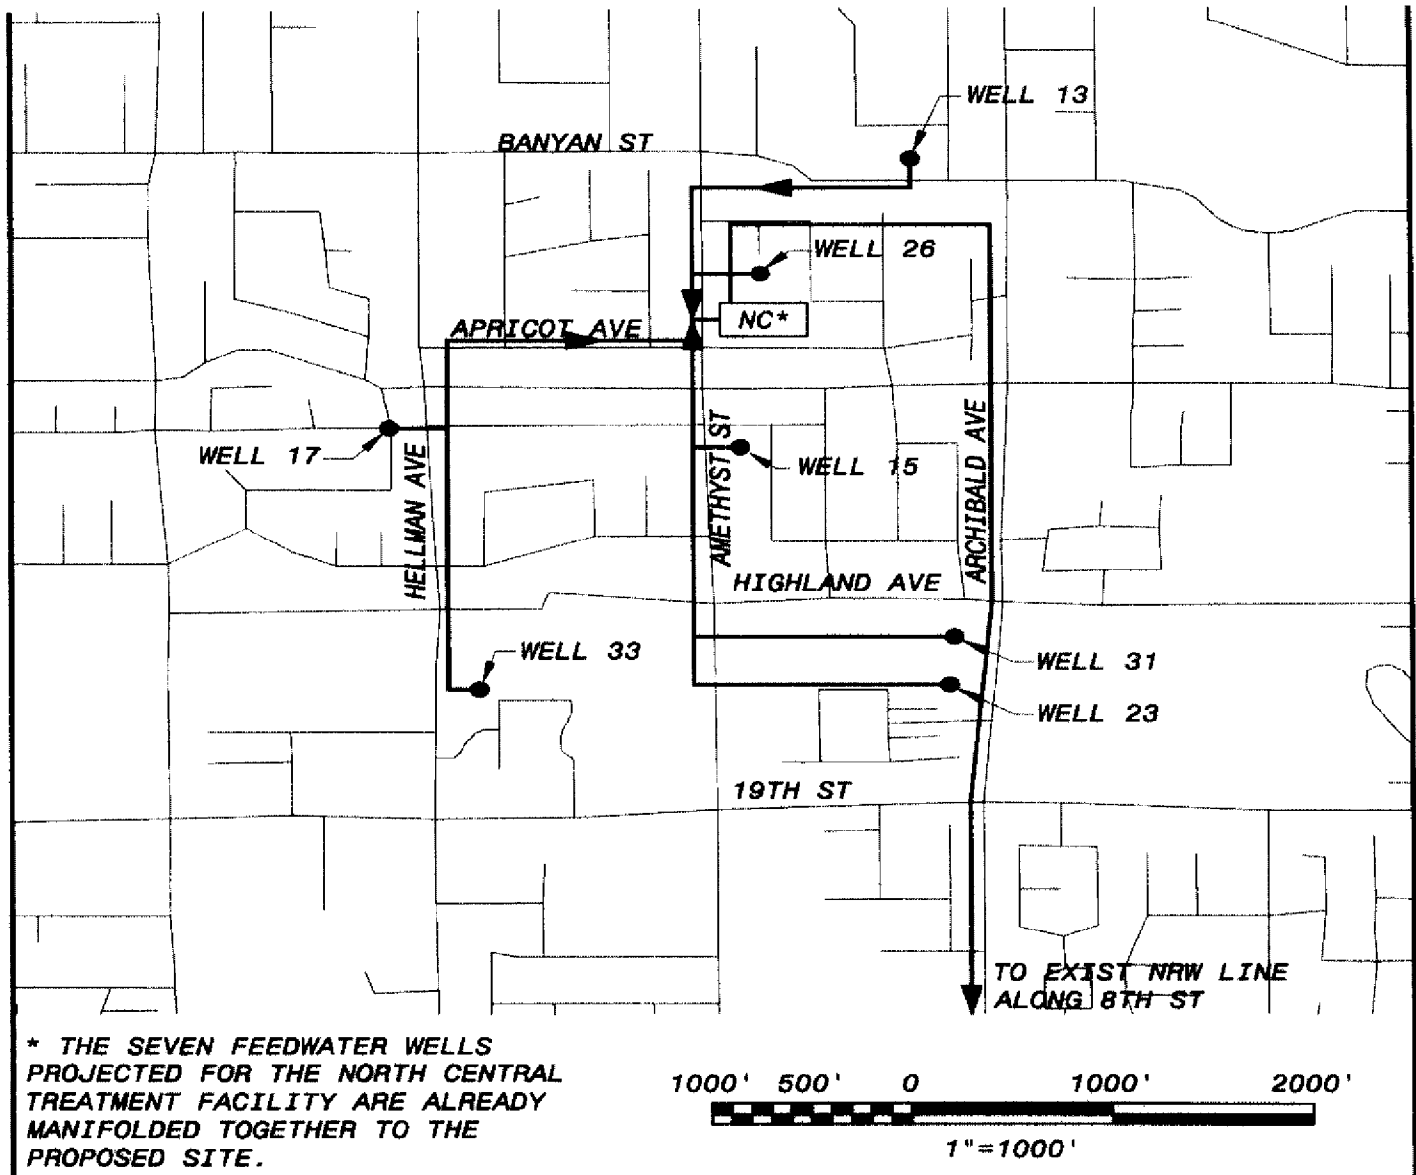 WELL 13
BANYAN ST
WELL 26
NC*
APRICOT AVE
WELL 17
HELLMAN AVE
AMETHYST ST
WELL 15
ARCHIBALD AVE
HIGHLAND AVE
WELL 33
WELL 31
WELL 23
19TH ST
TO EXIST NRW LINE
ALONG 8TH ST
* THE SEVEN FEEDWATER WELLS
PROJECTED FOR THE NORTH CENTRAL
TREATMENT FACILITY ARE ALREADY
MANIFOLDED TOGETHER TO THE
PROPOSED SITE.
1000' 500' 0 1000' 2000'
1"=1000'